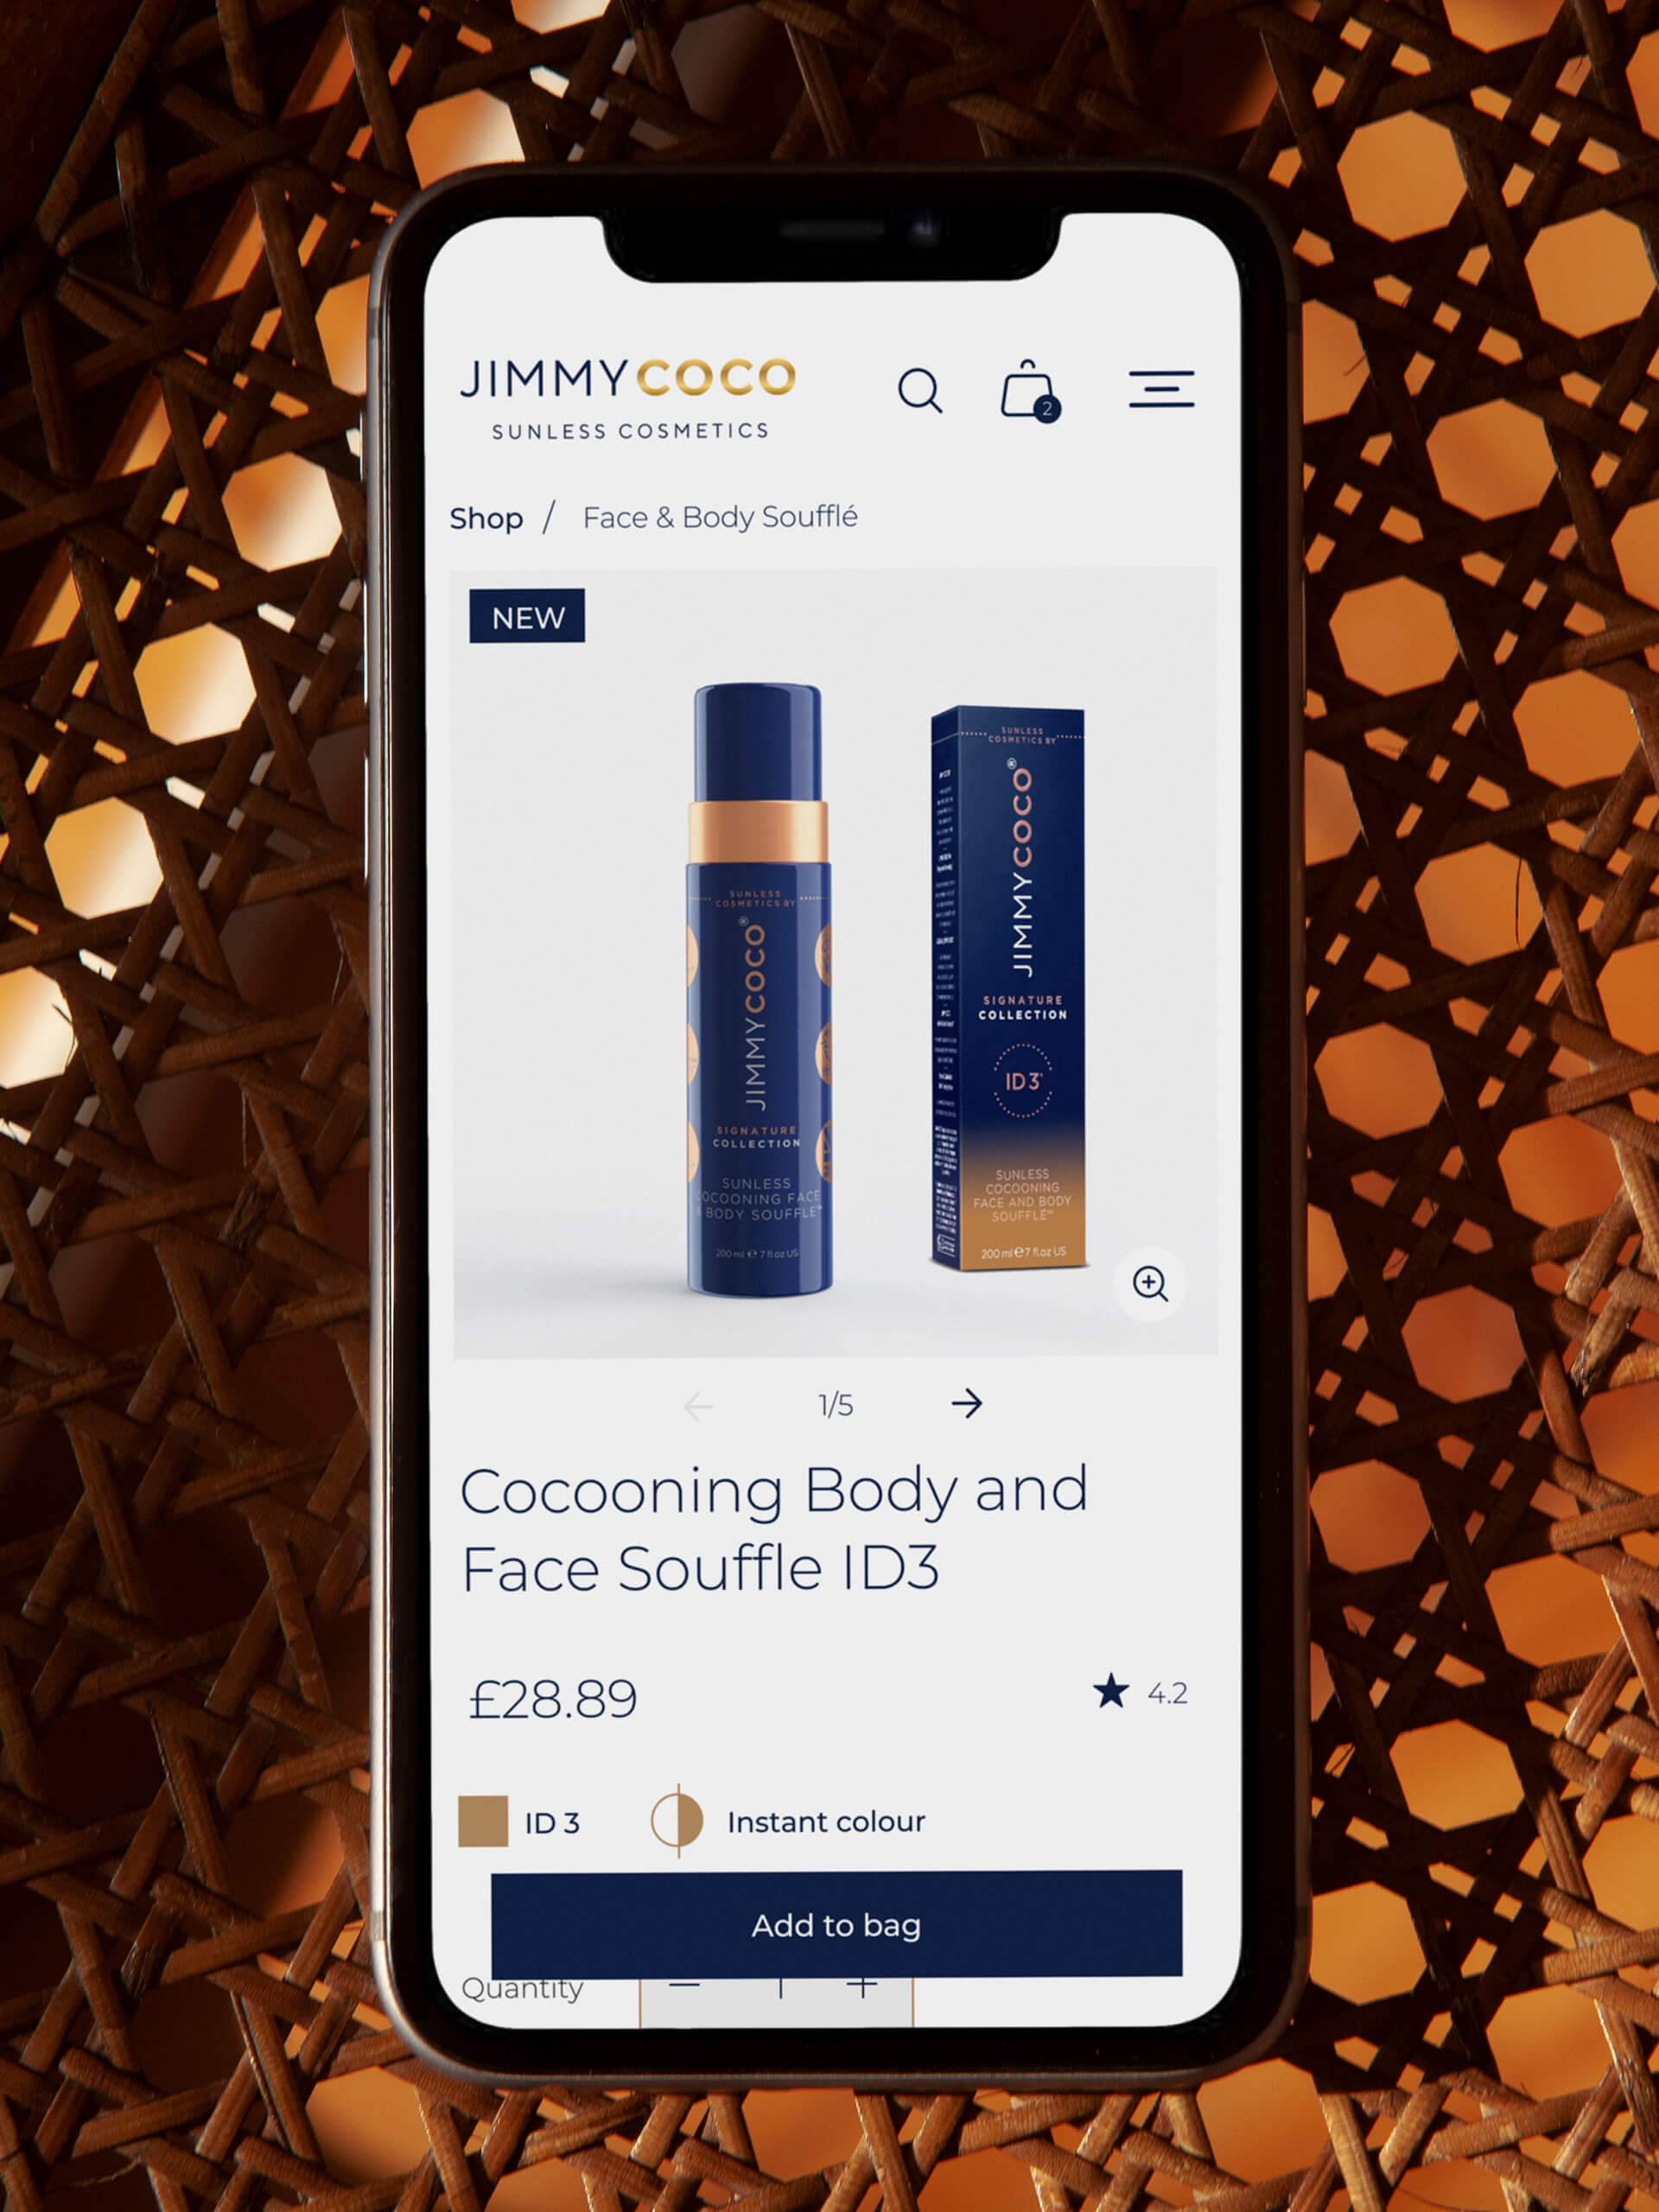 JIMMYCOCO
SUNLESS COSMETICS
2
Shop / Face & Body Soufflé
NEW
SUNLESS
COSMETICS BY
JIMMYCOCO®
SIGNATURE
COLLECTION
SUNLESS
COCOONING FACE
& BODY SOUFFLE™
200 ml ℮ 7 fl.oz US
SUNLESS
COSMETICS BY
JIMMYCOCO®
SIGNATURE
COLLECTION
ID3
SUNLESS
COCOONING
FACE AND BODY
SOUFFLÉ™
200 ml ℮ 7 fl.oz US
1/5
Cocooning Body and
Face Souffle ID3
£28.89
★ 4.2
ID 3
Instant colour
Add to bag
Quantity